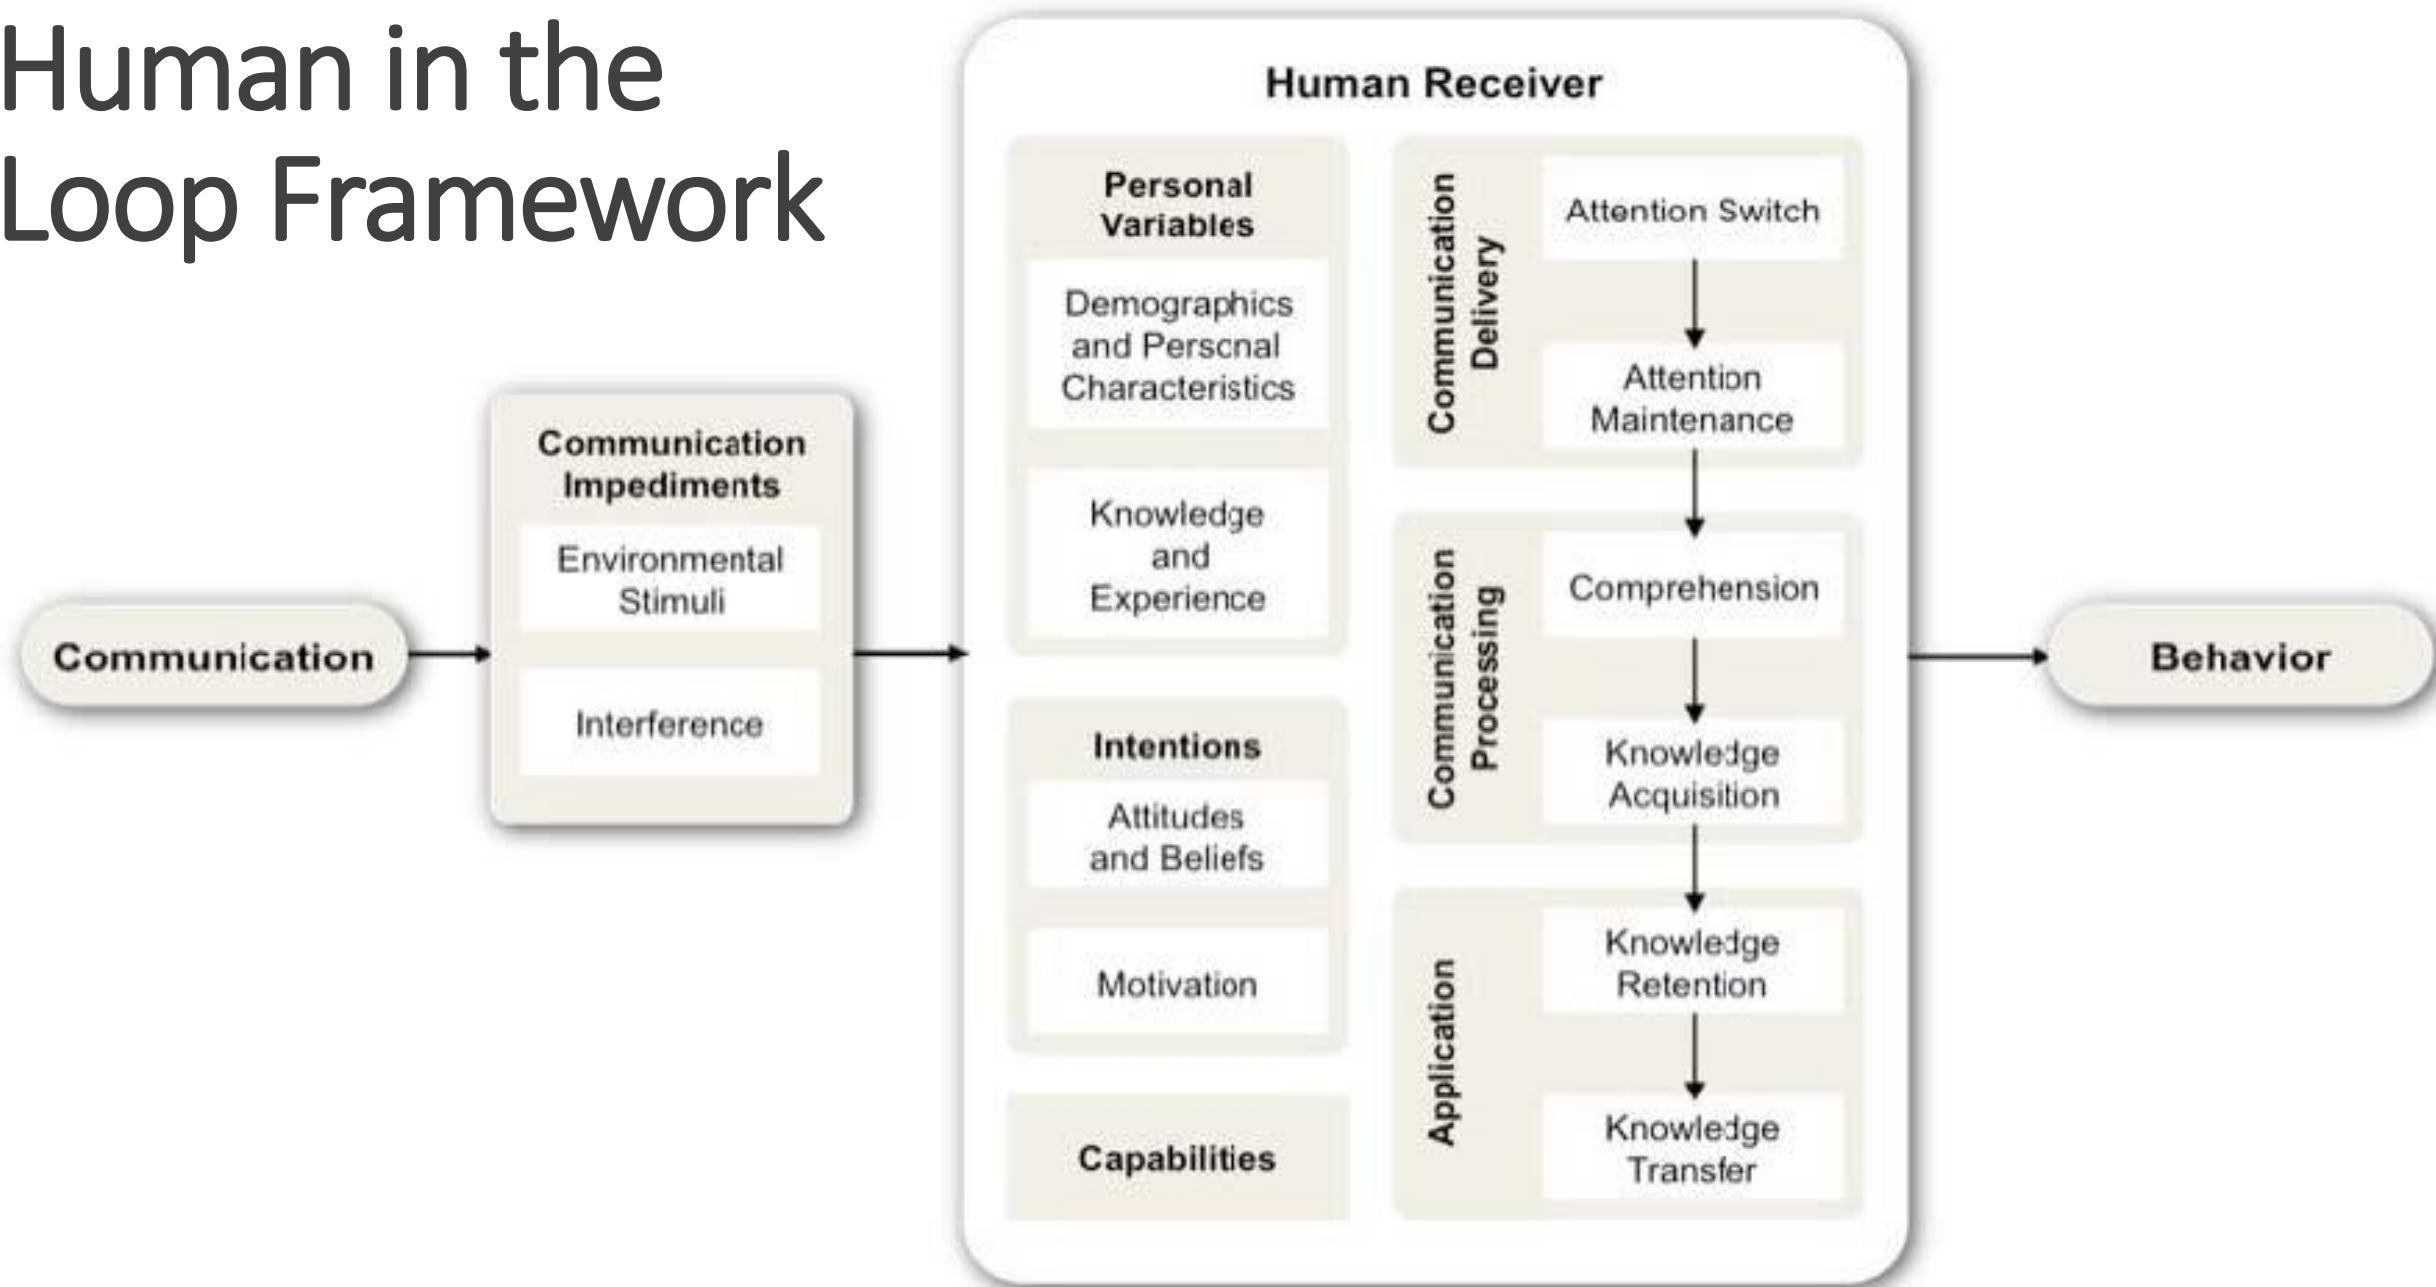 Human in the
Loop Framework
Communication
Communication
Impediments
Environmental
Stimuli
Interference
Human Receiver
Personal
Variables
Demographics
and Personal
Characteristics
Knowledge
and
Experience
Intentions
Attitudes
and Beliefs
Motivation
Capabilities
Communication
Delivery
Attention Switch
Attention
Maintenance
Communication
Processing
Comprehension
Knowledge
Acquisition
Application
Knowledge
Retention
Knowledge
Transfer
Behavior